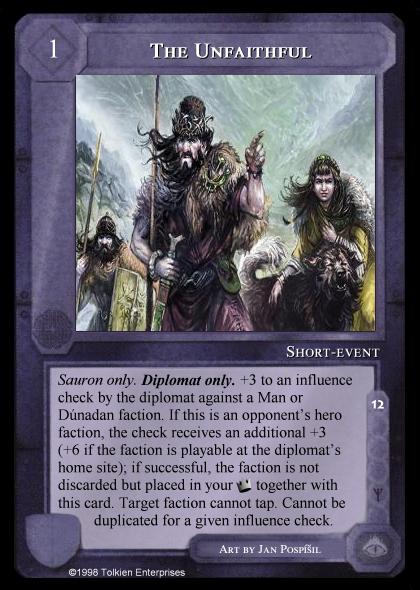 1
The Unfaithful
Short-event
Sauron only. Diplomat only. +3 to an influence
check by the diplomat against a Man or
Dúnadan faction. If this is an opponent's hero
faction, the check receives an additional +3
(+6 if the faction is playable at the diplomat's
home site); if successful, the faction is not
discarded but placed in your together with
this card. Target faction cannot tap. Cannot be
duplicated for a given influence check.
12
Art by Jan Pospíšil
©1998 Tolkien Enterprises